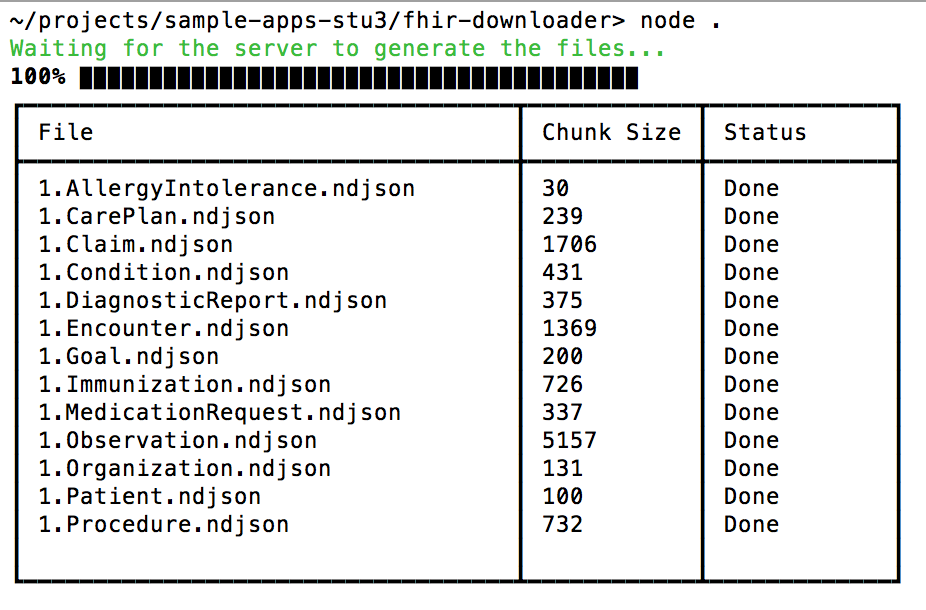 ~/projects/sample-apps-stu3/fhir-downloader> node .
Waiting for the server to generate the files...
100%
File Chunk Size Status
1.AllergyIntolerance.ndjson 30 Done
1.CarePlan.ndjson 239 Done
1.Claim.ndjson 1706 Done
1.Condition.ndjson 431 Done
1.DiagnosticReport.ndjson 375 Done
1.Encounter.ndjson 1369 Done
1.Goal.ndjson 200 Done
1.Immunization.ndjson 726 Done
1.MedicationRequest.ndjson 337 Done
1.Observation.ndjson 5157 Done
1.Organization.ndjson 131 Done
1.Patient.ndjson 100 Done
1.Procedure.ndjson 732 Done